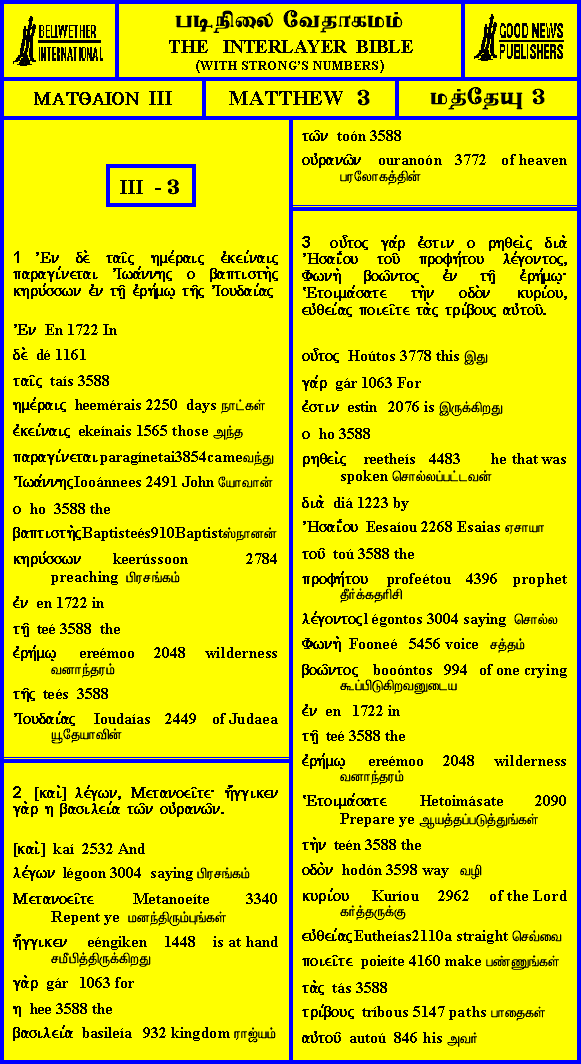 BELLWETHER
INTERNATIONAL
படிநிலை வேதாகமம்
THE INTERLAYER BIBLE
(WITH STRONG'S NUMBERS)
GOOD NEWS
PUBLISHERS
ΜΑΤΘΑΙΟΝ III
MATTHEW 3
மத்தேயு 3
III - 3
1 Ἐν δὲ ταῖς ημέραις ἐκείναις
παραγίνεται Ἰωάννης ο βαπτιστὴς
κηρύσσων ἐν τῇ ἐρήμῳ τῆς Ἰουδαίας
Ἐν En 1722 In
δὲ dé 1161
ταῖς taís 3588
ημέραις heemérais 2250 days நாட்கள்
ἐκείναις ekeínais 1565 those அந்த
παραγίνεται paragínetai3854cameவந்து
Ἰωάννης Iooánnees 2491 John யோவான்
ο ho 3588 the
βαπτιστὴς Baptisteés910Baptistஸ்நானன்
κηρύσσων keerússoon 2784
preaching பிரசங்கம்
ἐν en 1722 in
τῇ teé 3588 the
ἐρήμῳ ereémoo 2048 wilderness
வனாந்தரம்
τῆς teés 3588
Ἰουδαίας Ioudaías 2449 of Judaea
யூதேயாவின்
2 [καὶ] λέγων, Μετανοεῖτε· ἤγγικεν
γὰρ η βασιλεία τῶν οὐρανῶν.
[καὶ] kaí 2532 And
λέγων légoon 3004 saying பிரசங்கம்
Μετανοεῖτε Metanoeíte 3340
Repent ye மனந்திரும்புங்கள்
ἤγγικεν eéngiken 1448 is at hand
சமீபித்திருக்கிறது
γὰρ gár 1063 for
η hee 3588 the
βασιλεία basileía 932 kingdom ராஜ்யம்
τῶν toón 3588
οὐρανῶν ouranoón 3772 of heaven
பரலோகத்தின்
3 οὗτος γάρ ἐστιν ο ρηθεὶς διὰ
Ἠσαΐου τοῦ προφήτου λέγοντος,
Φωνὴ βοῶντος ἐν τῇ ἐρήμῳ·
Ἑτοιμάσατε τὴν οδὸν κυρίου,
εὐθείας ποιεῖτε τὰς τρίβους αὐτοῦ.
οὗτος Hoútos 3778 this இது
γάρ gár 1063 For
ἐστιν estin 2076 is இருக்கிறது
ο ho 3588
ρηθεὶς reetheís 4483 he that was
spoken சொல்லப்பட்டவன்
διὰ diá 1223 by
Ἠσαΐου Eesaíou 2268 Esaias ஏசாயா
τοῦ toú 3588 the
προφήτου profeétou 4396 prophet
தீர்க்கதரிசி
λέγοντος légontos 3004 saying சொல்ல
Φωνὴ Fooneé 5456 voice சத்தம்
βοῶντος booóntos 994 of one crying
கூப்பிடுகிறவனுடைய
ἐν en 1722 in
τῇ teé 3588 the
ἐρήμῳ ereémoo 2048 wilderness
வனாந்தரம்
Ἑτοιμάσατε Hetoimásate 2090
Prepare ye ஆயத்தப்படுத்துங்கள்
τὴν teén 3588 the
οδὸν hodón 3598 way வழி
κυρίου Kuríou 2962 of the Lord
கர்த்தருக்கு
εὐθείας Eutheías2110a straight செவ்வை
ποιεῖτε poieíte 4160 make பண்ணுங்கள்
τὰς tás 3588
τρίβους tríbous 5147 paths பாதைகள்
αὐτοῦ autoú 846 his அவர்